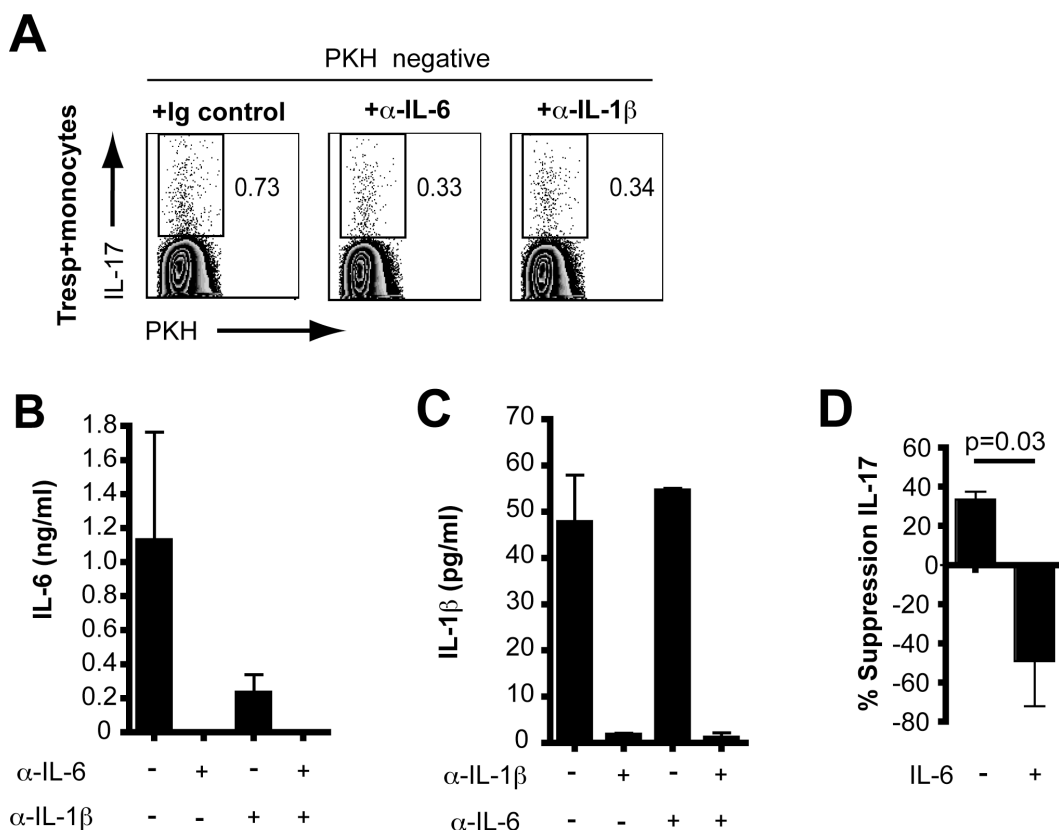 A
PKH negative
+Ig control +α-IL-6 +α-IL-1β
Tresp+monocytes
IL-17
0.73 0.33 0.34
PKH
B
IL-6 (ng/ml)
1.8
1.6
1.4
1.2
1.0
0.8
0.6
0.4
0.2
0
α-IL-6 - + - +
α-IL-1β - - + +
C
IL-1β (pg/ml)
70
60
50
40
30
20
10
0
α-IL-1β - + - +
α-IL-6 - - + +
D
% Suppression IL-17
p=0.03
60
40
20
0
-20
-40
-60
-80
IL-6 - +